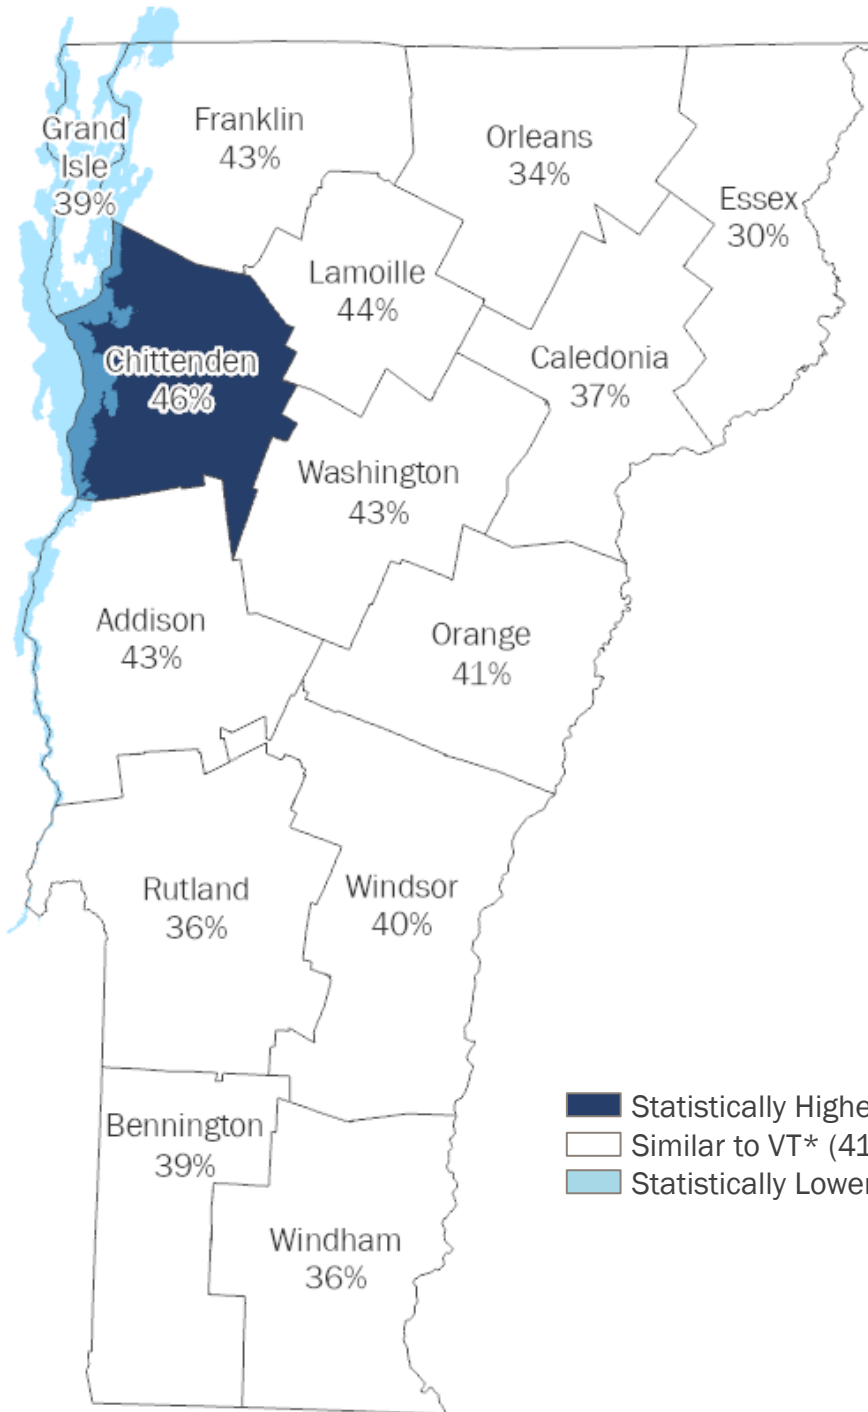 Franklin
43%
Grand
Isle
39%
Orleans
34%
Essex
30%
Lamoille
44%
Chittenden
46%
Caledonia
37%
Washington
43%
Addison
43%
Orange
41%
Rutland
36%
Windsor
40%
Statistically Highe
Similar to VT* (41
Statistically Lower
Bennington
39%
Windham
36%